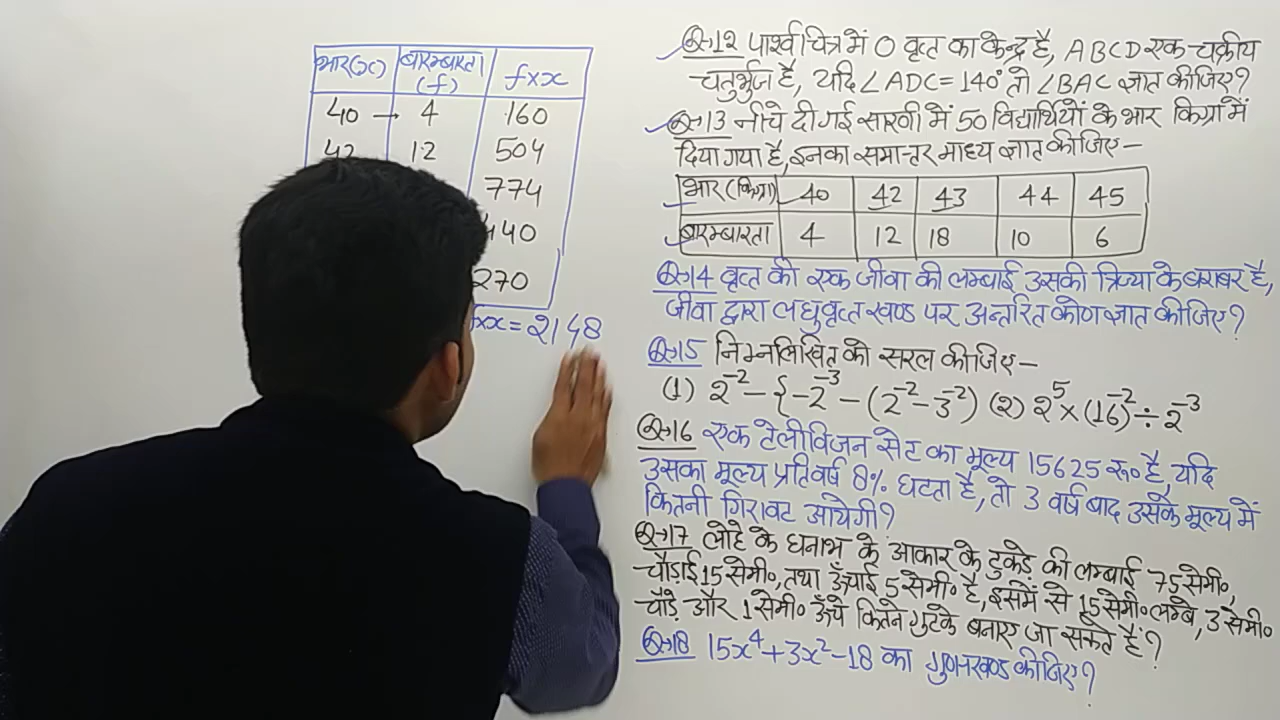 भार(x) बारम्बारता (f) f×x
40 → 4 160
42 12 504
774
440
270
f×x = 2148
Q→12 पार्श्व चित्र में O वृत्त का केन्द्र है, ABCD एक चक्रीय
चतुर्भुज है, यदि ∠ADC = 140° तो ∠BAC ज्ञात कीजिए?
Q→13 नीचे दी गई सारणी में 50 विद्यार्थियों के भार किग्रा में
दिया गया है, इनका समान्तर माध्य ज्ञात कीजिए –
भार(किग्रा) 40 42 43 44 45
बारम्बारता 4 12 18 10 6
Q→14 वृत्त की एक जीवा की लम्बाई उसकी त्रिज्या के बराबर है,
जीवा द्वारा लघुवृत्त खण्ड पर अन्तरित कोण ज्ञात कीजिए?
Q→15 निम्नलिखित को सरल कीजिए –
(1) 2⁻² – {–2⁻³ – (2⁻² – 3⁻²) (2) 2⁵ × (16)⁻² ÷ 2⁻³
Q→16 एक टेलीविजन सेट का मूल्य 15625 रु० है, यदि
उसका मूल्य प्रतिवर्ष 8% घटता है, तो 3 वर्ष बाद उसके मूल्य में
कितनी गिरावट आयेगी?
Q→17 लोहे के घनाभ के आकार के टुकड़े की लम्बाई 75 सेमी०,
चौड़ाई 15 सेमी०, तथा ऊँचाई 5 सेमी० है, इसमें से 15 सेमी० लम्बे, 3 सेमी०
चौड़े और 1 सेमी० ऊँचे कितने गुटके बनाए जा सकते हैं?
Q→18 15x⁴ + 3x² – 18 का गुणनखण्ड कीजिए?